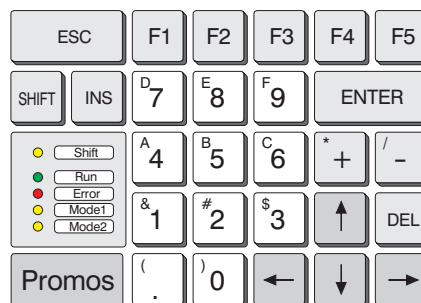 ESC F1 F2 F3 F4 F5
SHIFT INS D 7 E 8 F 9 ENTER
Shift
A 4 B 5 C 6 * + / -
Run
Error
Mode1
Mode2
& 1 # 2 $ 3 DEL
Promos ( . ) 0